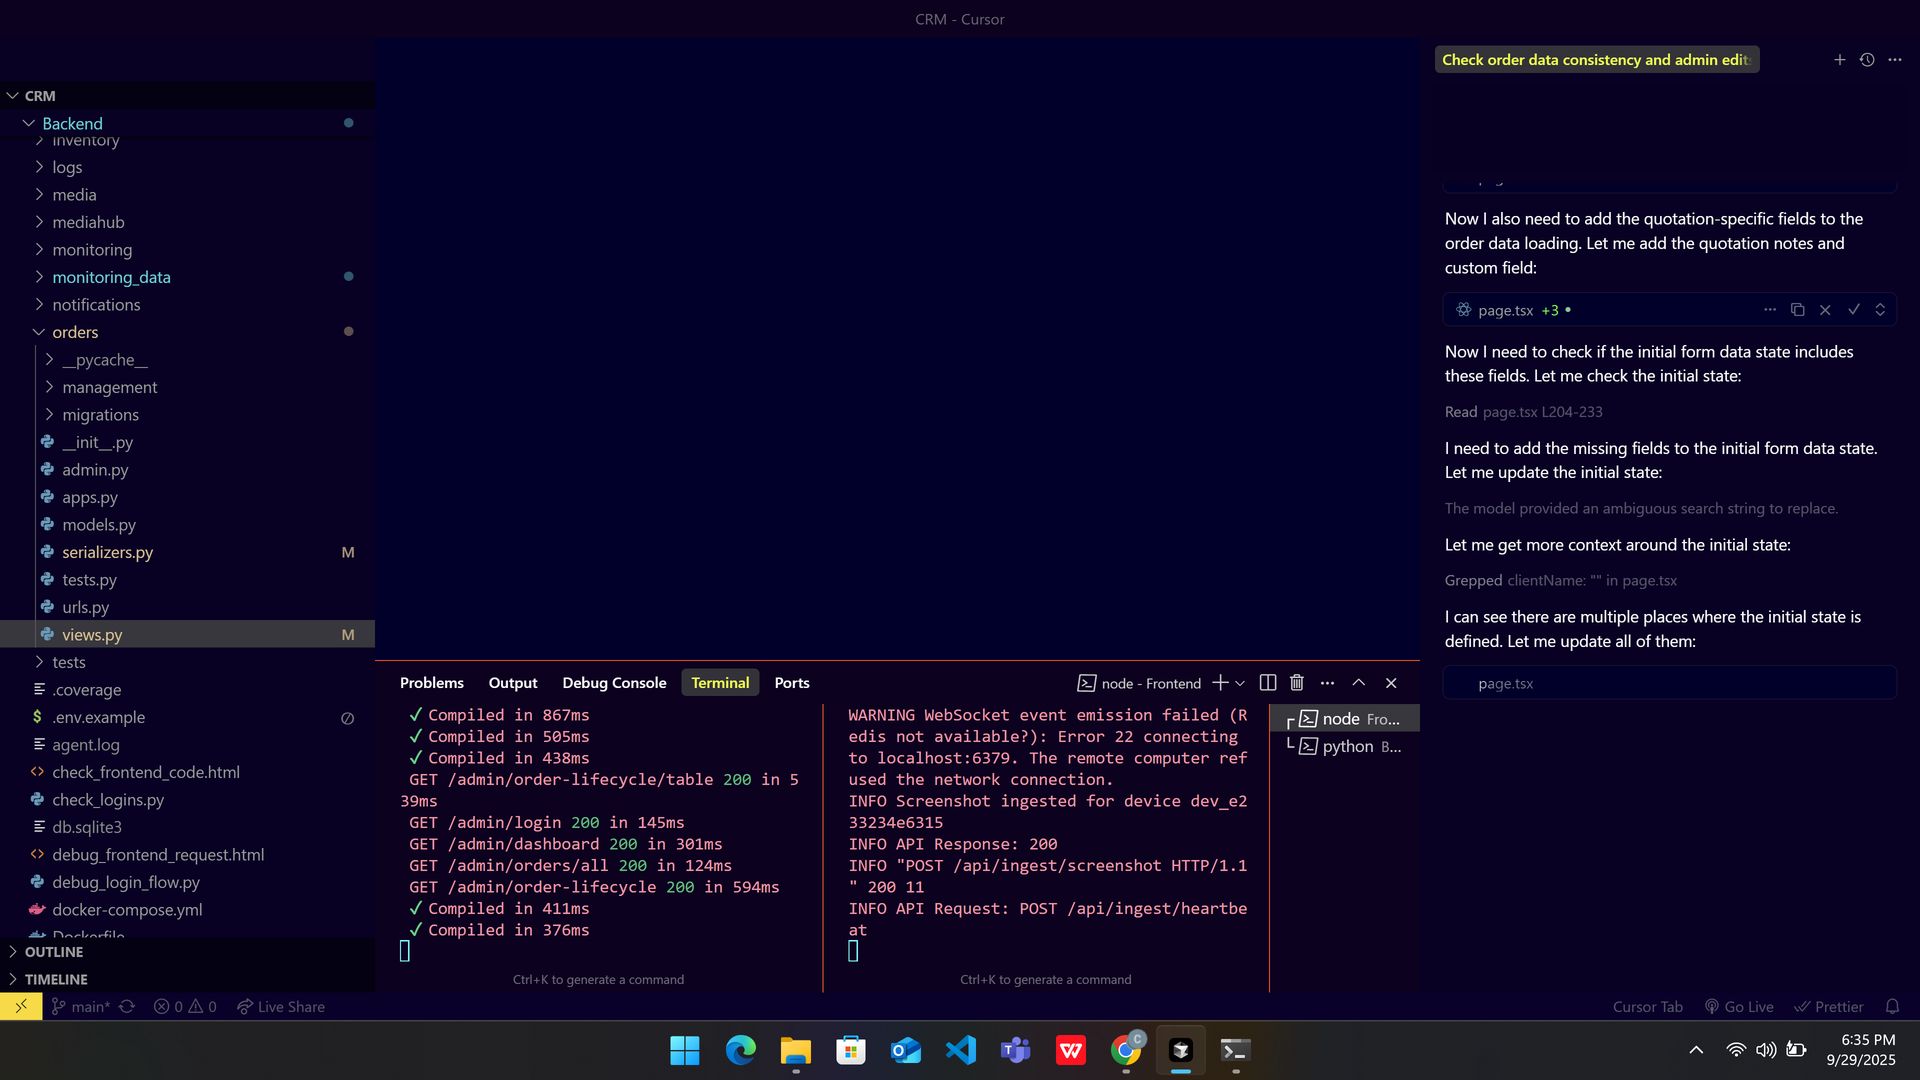 CRM - Cursor
CRM
Backend
inventory
logs
media
mediahub
monitoring
monitoring_data
notifications
orders
__pycache__
management
migrations
__init__.py
admin.py
apps.py
models.py
serializers.py M
tests.py
urls.py
views.py M
tests
.coverage
.env.example
agent.log
check_frontend_code.html
check_logins.py
db.sqlite3
debug_frontend_request.html
debug_login_flow.py
docker-compose.yml
Dockerfile
OUTLINE
TIMELINE
Problems Output Debug Console Terminal Ports
node - Frontend
✓ Compiled in 867ms
✓ Compiled in 505ms
✓ Compiled in 438ms
GET /admin/order-lifecycle/table 200 in 5
39ms
GET /admin/login 200 in 145ms
GET /admin/dashboard 200 in 301ms
GET /admin/orders/all 200 in 124ms
GET /admin/order-lifecycle 200 in 594ms
✓ Compiled in 411ms
✓ Compiled in 376ms
Ctrl+K to generate a command
WARNING WebSocket event emission failed (R
edis not available?): Error 22 connecting
to localhost:6379. The remote computer ref
used the network connection.
INFO Screenshot ingested for device dev_e2
33234e6315
INFO API Response: 200
INFO "POST /api/ingest/screenshot HTTP/1.1
" 200 11
INFO API Request: POST /api/ingest/heartbe
at
Ctrl+K to generate a command
node Fro...
python B...
Check order data consistency and admin edit
Now I also need to add the quotation-specific fields to the
order data loading. Let me add the quotation notes and
custom field:
page.tsx +3
Now I need to check if the initial form data state includes
these fields. Let me check the initial state:
Read page.tsx L204-233
I need to add the missing fields to the initial form data state.
Let me update the initial state:
The model provided an ambiguous search string to replace.
Let me get more context around the initial state:
Grepped clientName: "" in page.tsx
I can see there are multiple places where the initial state is
defined. Let me update all of them:
page.tsx
main* 0 0 Live Share
Cursor Tab Go Live Prettier
6:35 PM
9/29/2025